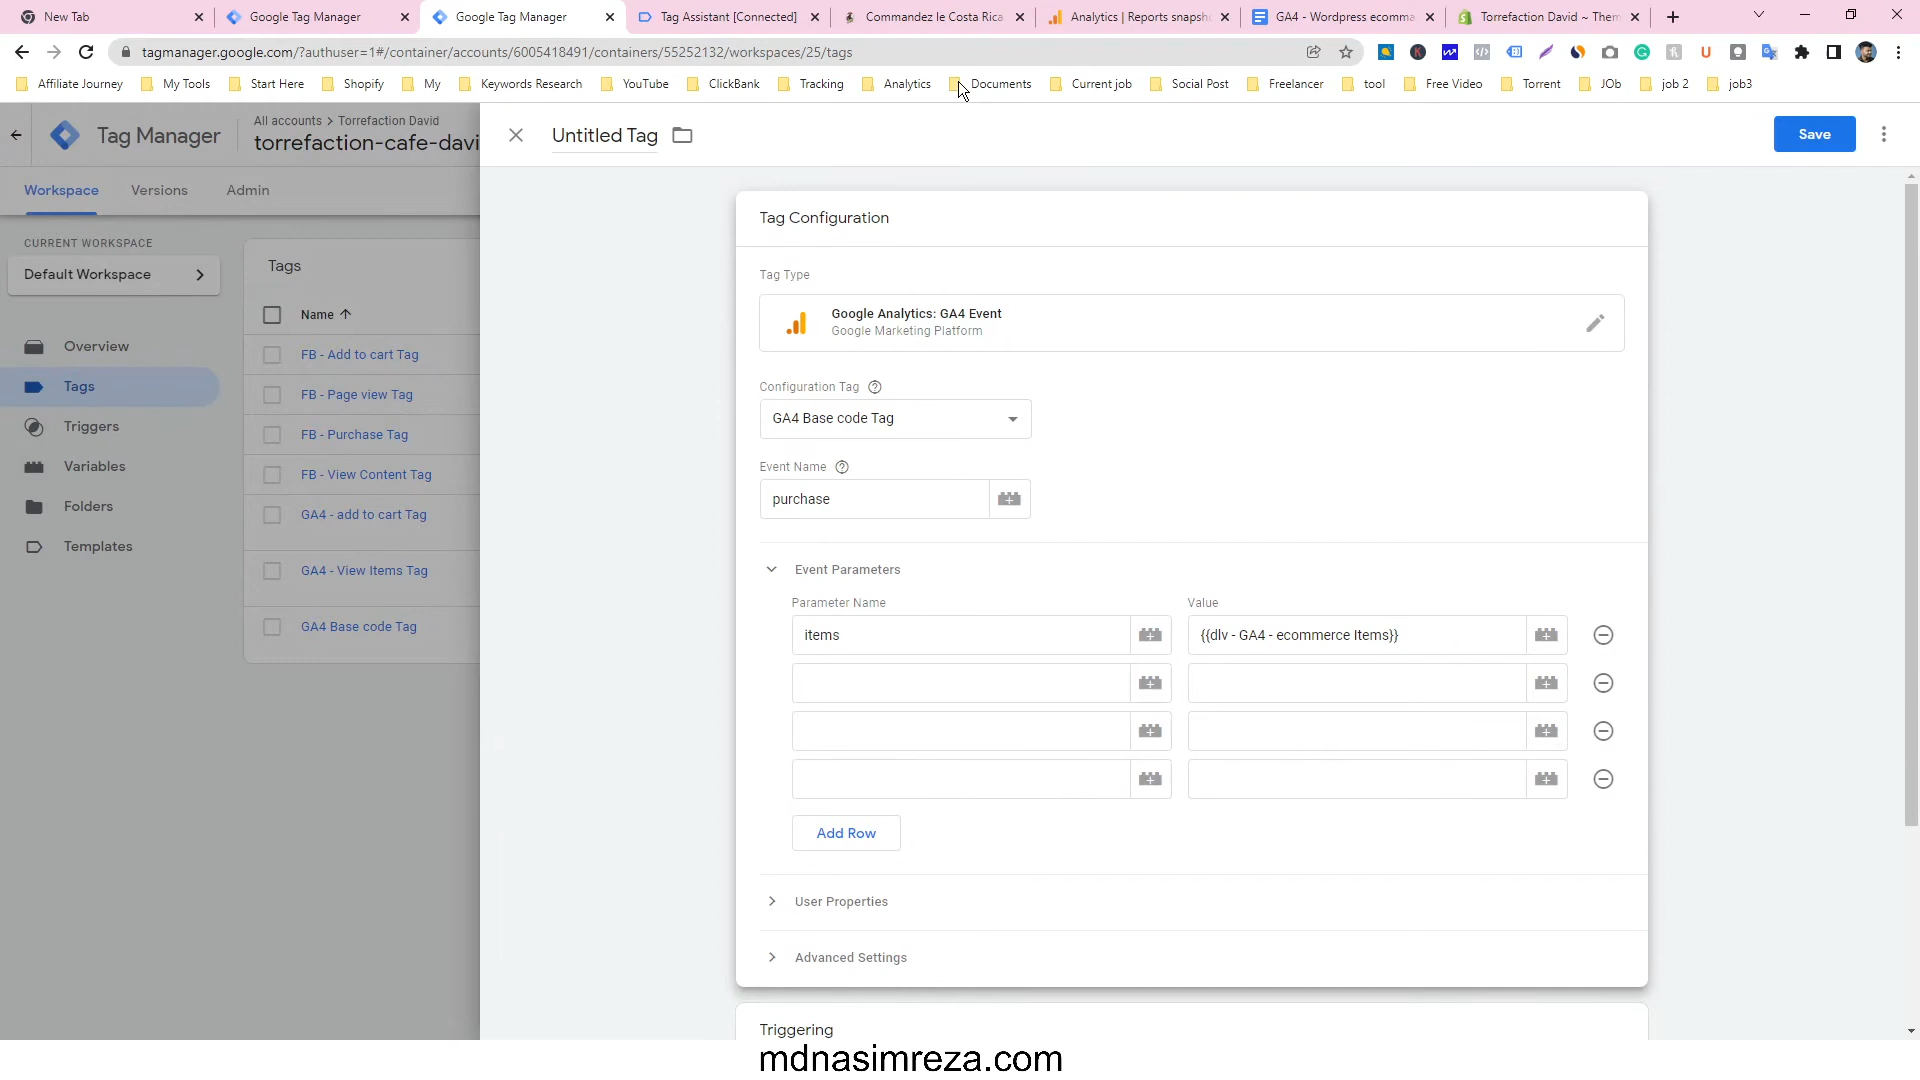 New Tab
Google Tag Manager
Google Tag Manager
Tag Assistant [Connected]
Commandez le Costa Rica
Analytics | Reports snapsh
GA4 - Wordpress ecomma
Torrefaction David ~ Them
tagmanager.google.com/?authuser=1#/container/accounts/6005418491/containers/55252132/workspaces/25/tags
Affiliate Journey
My Tools
Start Here
Shopify
My
Keywords Research
YouTube
ClickBank
Tracking
Analytics
Documents
Current job
Social Post
Freelancer
tool
Free Video
Torrent
JOb
job 2
job3
Tag Manager
All accounts > Torrefaction David
torrefaction-cafe-davi
Untitled Tag
Save
Workspace
Versions
Admin
CURRENT WORKSPACE
Default Workspace
Overview
Tags
Triggers
Variables
Folders
Templates
Tags
Name
FB - Add to cart Tag
FB - Page view Tag
FB - Purchase Tag
FB - View Content Tag
GA4 - add to cart Tag
GA4 - View Items Tag
GA4 Base code Tag
Tag Configuration
Tag Type
Google Analytics: GA4 Event
Google Marketing Platform
Configuration Tag
GA4 Base code Tag
Event Name
purchase
Event Parameters
Parameter Name
Value
items
{{dlv - GA4 - ecommerce Items}}
Add Row
User Properties
Advanced Settings
Triggering
mdnasimreza.com